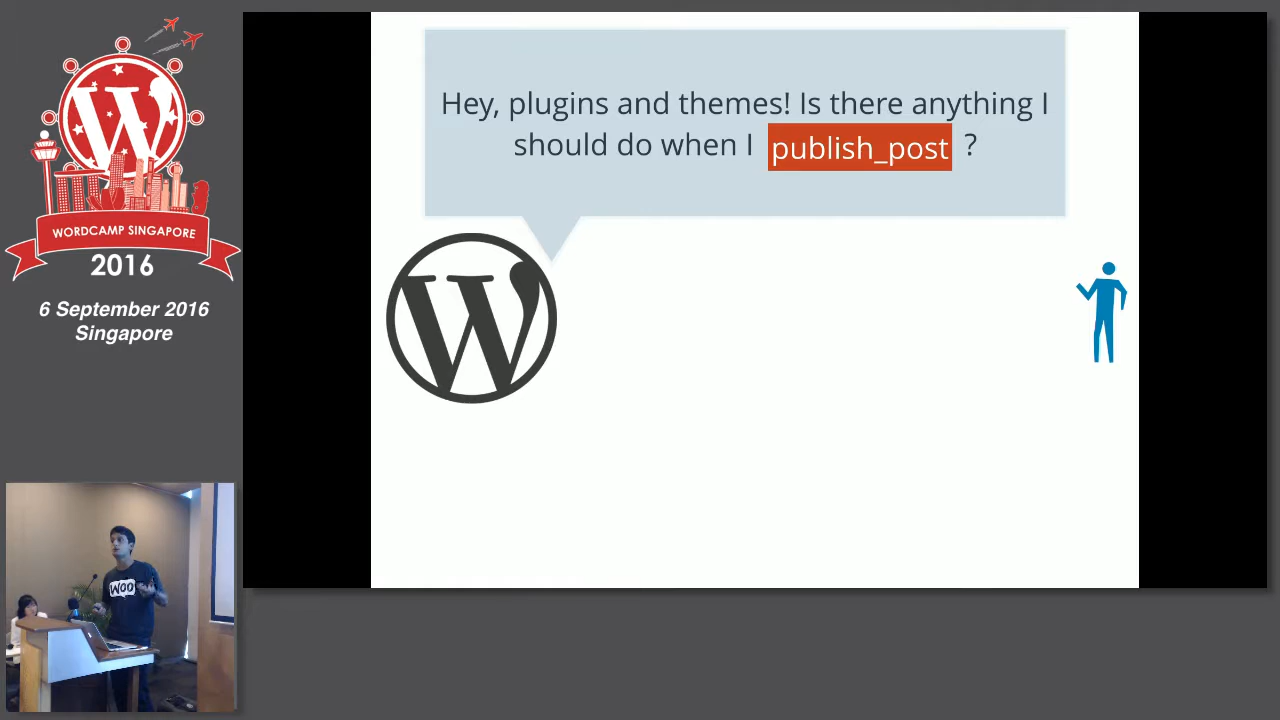 WORDCAMP SINGAPORE
2016
6 September 2016
Singapore
Hey, plugins and themes! Is there anything I
should do when I publish_post ?
WOO